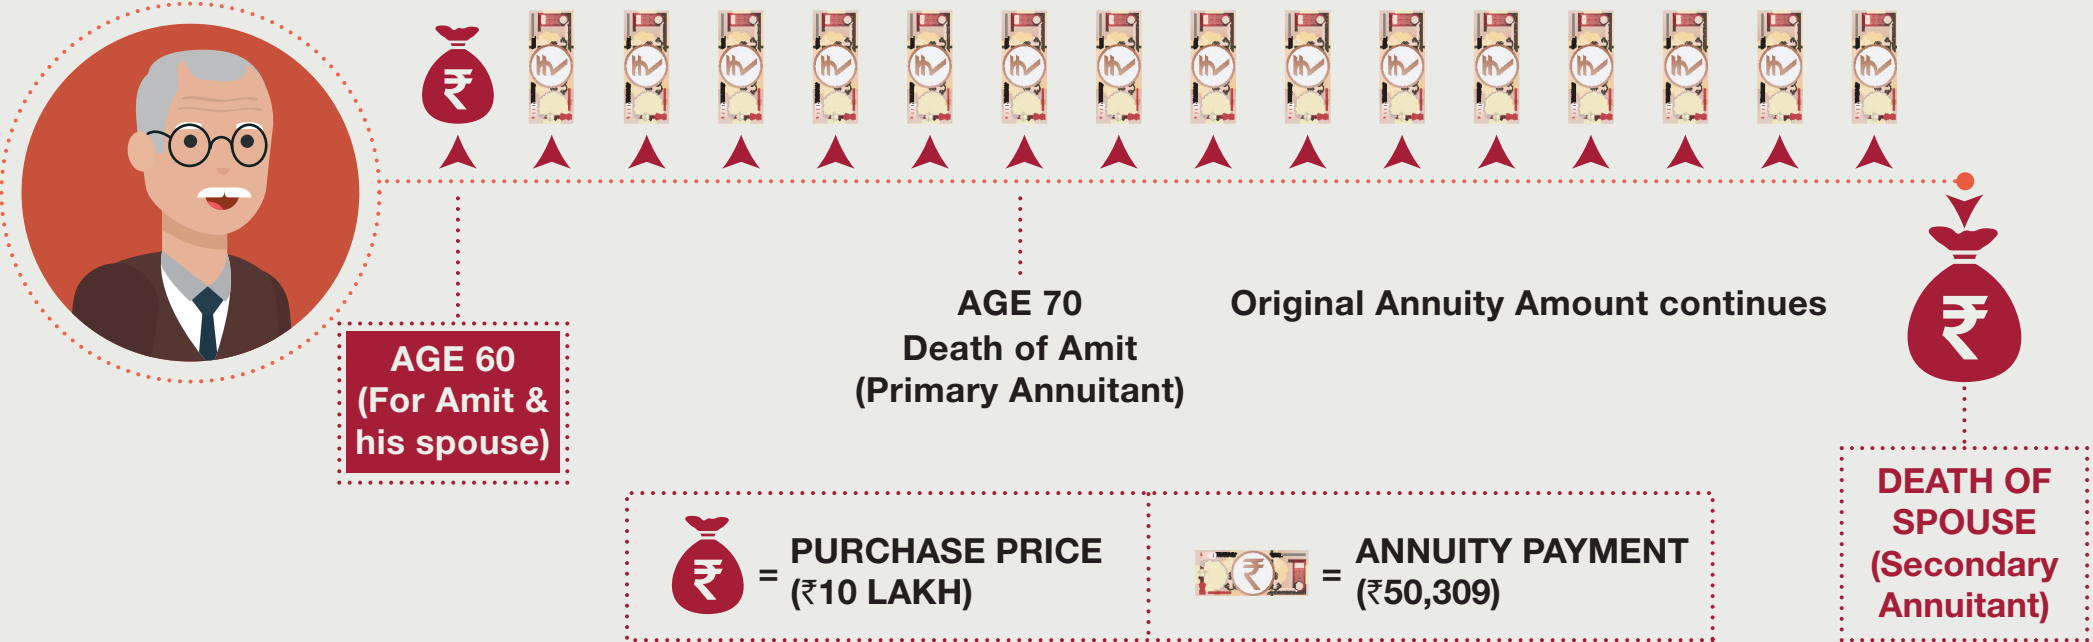 AGE 60
(For Amit &
his spouse)
AGE 70
Death of Amit
(Primary Annuitant)
Original Annuity Amount continues
₹
₹
₹ = PURCHASE PRICE
(₹10 LAKH)
₹ = ANNUITY PAYMENT
(₹50,309)
DEATH OF
SPOUSE
(Secondary
Annuitant)